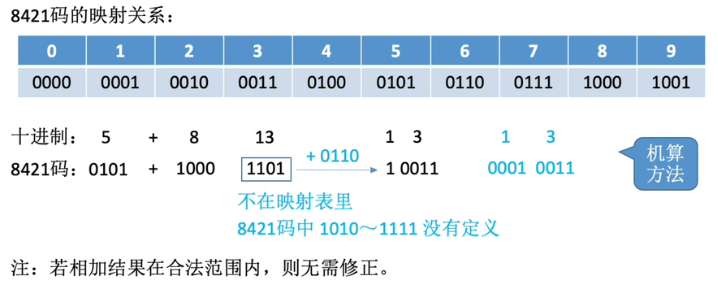 8421码的映射关系：
0 1 2 3 4 5 6 7 8 9
0000 0001 0010 0011 0100 0101 0110 0111 1000 1001
十进制： 5 + 8 13 1 3 1 3
8421码：0101 + 1000 1101 + 0110 1 0011 0001 0011
机算
方法
不在映射表里
8421码中 1010～1111 没有定义
注：若相加结果在合法范围内，则无需修正。